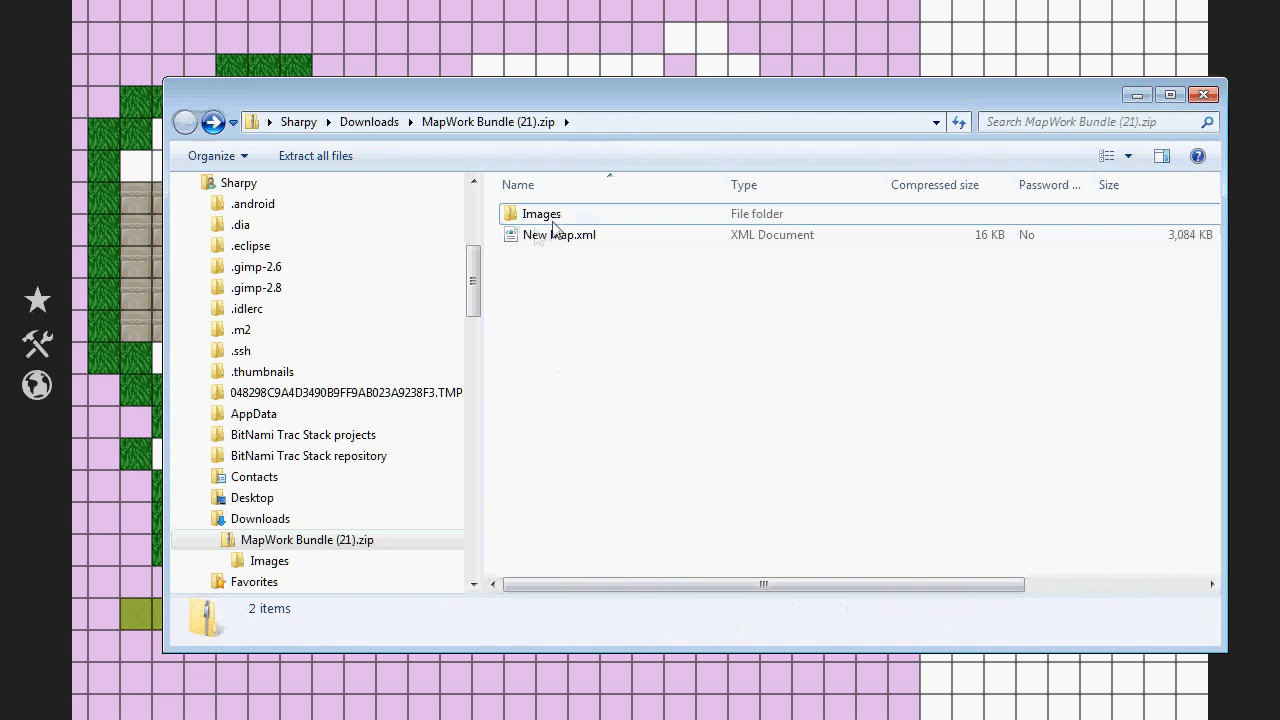 Sharpy Downloads MapWork Bundle (21).zip Search MapWork Bundle (21).zip
Organize Extract all files
Name Type Compressed size Password ... Size
Sharpy
.android
.dia
.eclipse
.gimp-2.6
.gimp-2.8
.idlerc
.m2
.ssh
.thumbnails
048298C9A4D3490B9FF9AB023A9238F3.TMP
AppData
BitNami Trac Stack projects
BitNami Trac Stack repository
Contacts
Desktop
Downloads
MapWork Bundle (21).zip
Images
Favorites
Images File folder
New Map.xml XML Document 16 KB No 3,084 KB
2 items